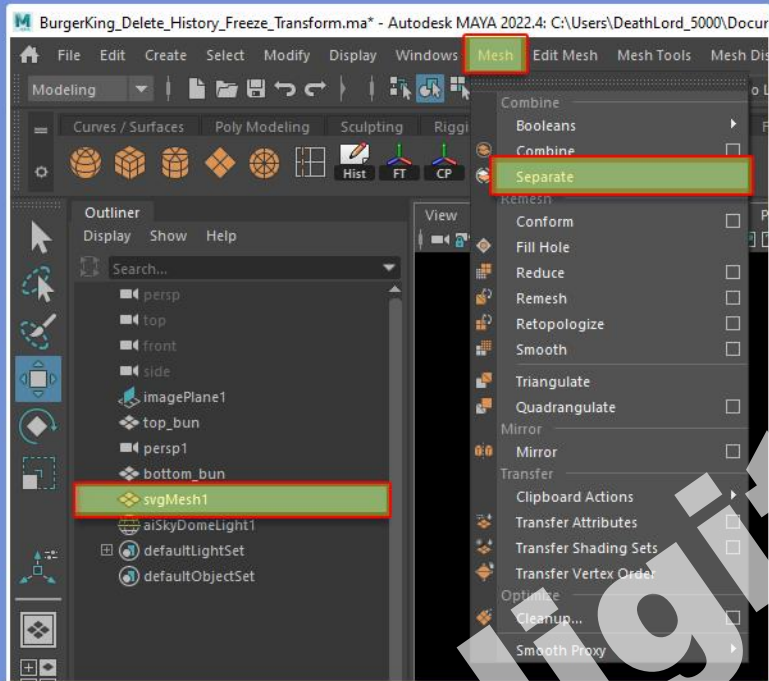 BurgerKing_Delete_History_Freeze_Transform.ma* - Autodesk MAYA 2022.4: C:\Users\DeathLord_5000\Docu
File Edit Create Select Modify Display Windows Mesh Edit Mesh Mesh Tools Mesh Dis
Modeling
Curves / Surfaces Poly Modeling Sculpting Riggi
Hist FT CP
Combine
Booleans
Combine
Separate
Remesh
Conform
Fill Hole
Reduce
Remesh
Retopologize
Smooth
Triangulate
Quadrangulate
Mirror
Mirror
Transfer
Clipboard Actions
Transfer Attributes
Transfer Shading Sets
Transfer Vertex Order
Optimize
Cleanup...
Smooth Proxy
Outliner
Display Show Help
Search...
persp
top
front
side
imagePlane1
top_bun
persp1
bottom_bun
svgMesh1
aiSkyDomeLight1
defaultLightSet
defaultObjectSet
View